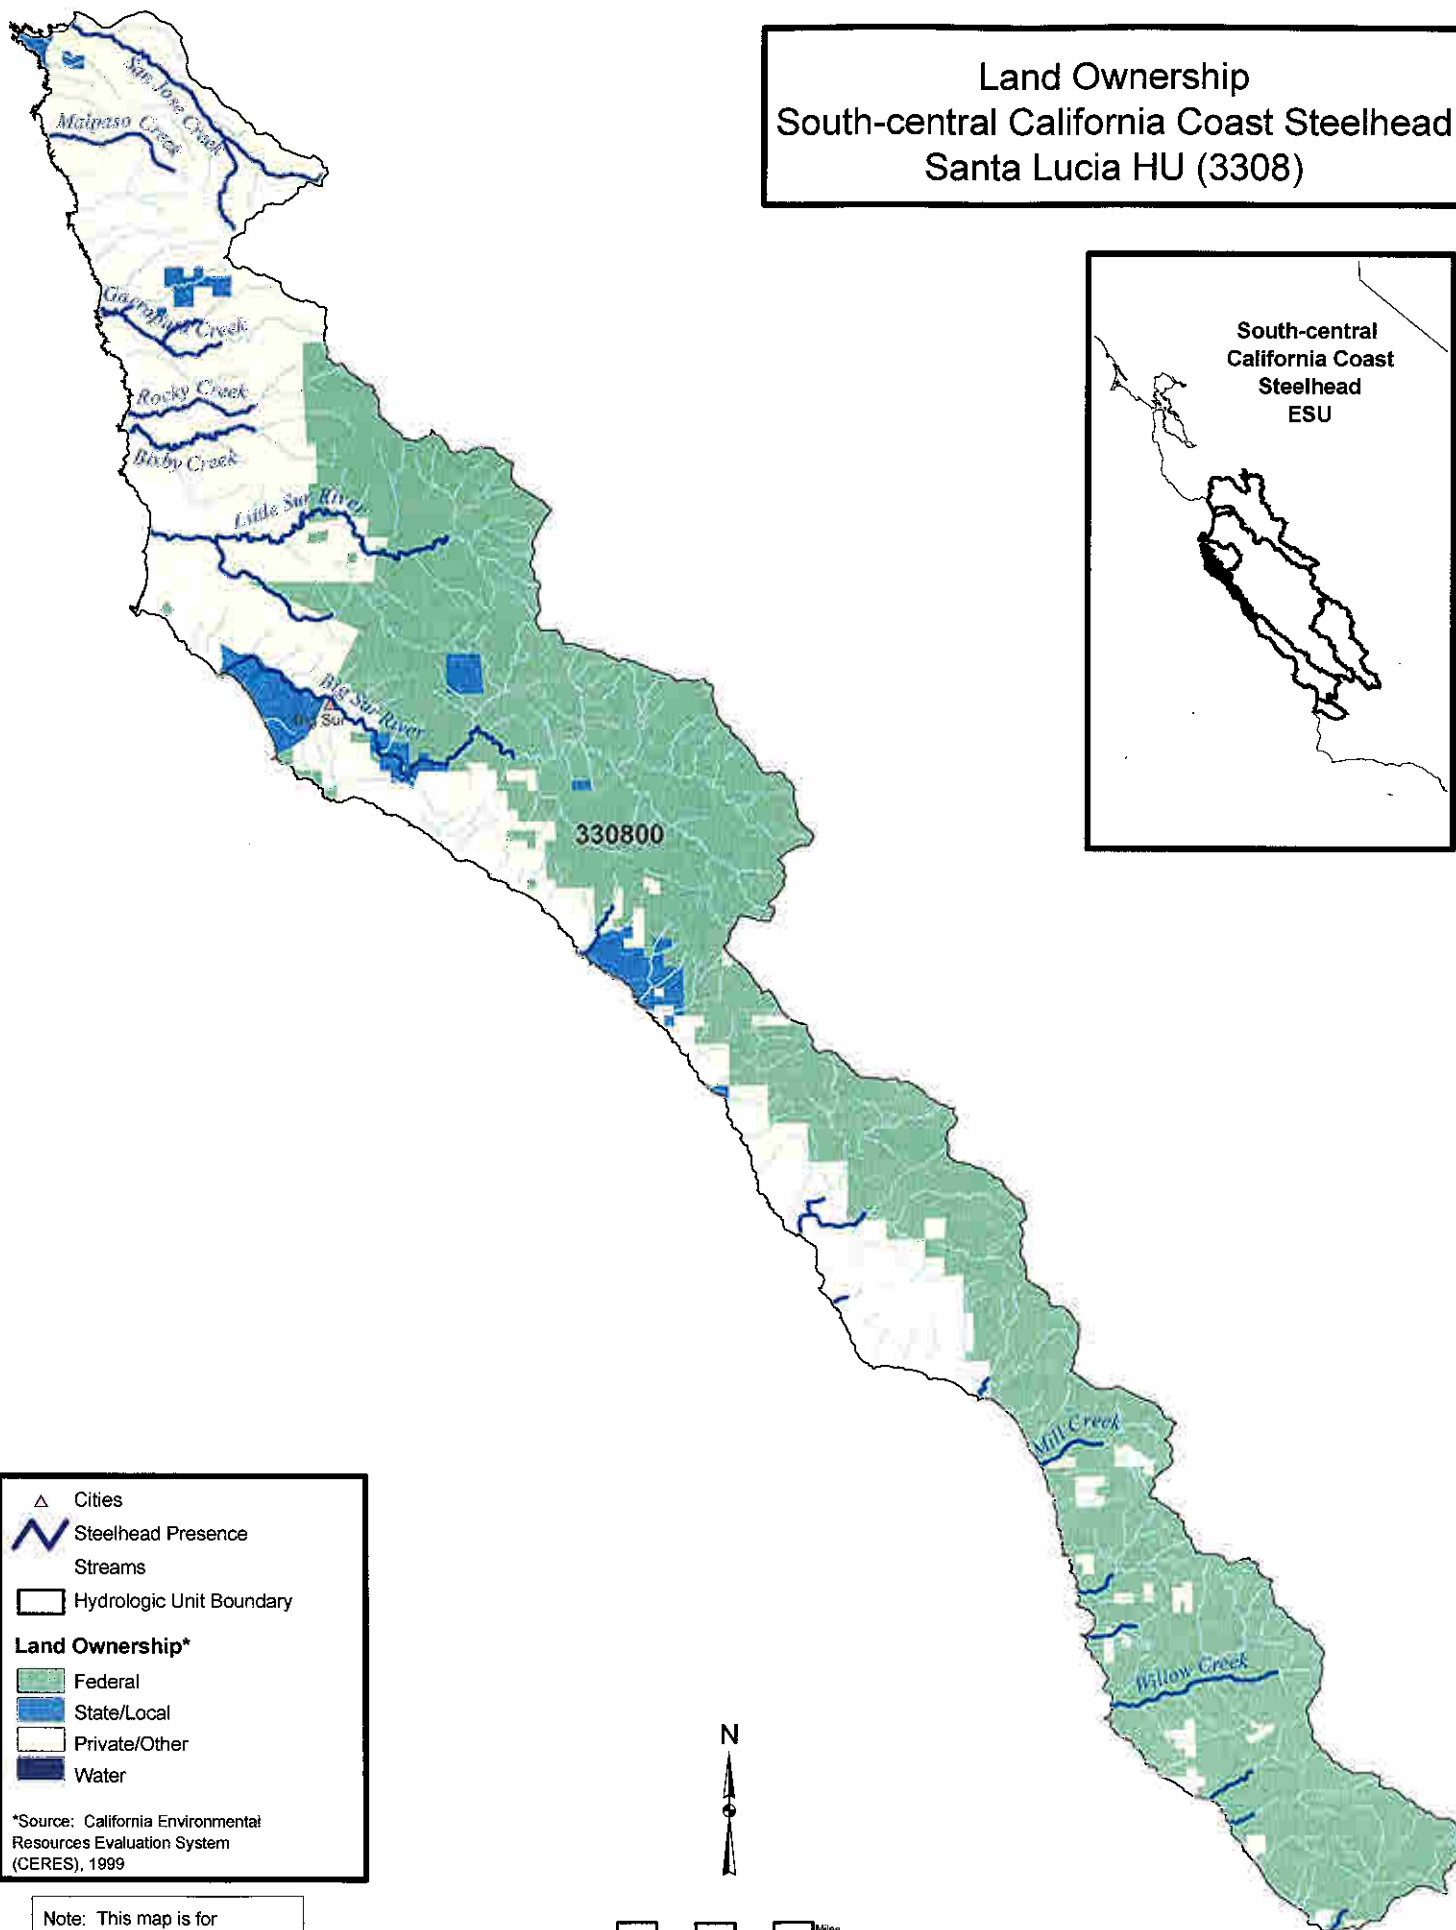 Land Ownership
South-central California Coast Steelhead
Santa Lucia HU (3308)
South-central
California Coast
Steelhead
ESU
San Jose Creek
Malpaso Creek
Garrapata Creek
Rocky Creek
Bixby Creek
Little Sur River
Big Sur River
Big Sur
330800
Mill Creek
Willow Creek
Cities
Steelhead Presence
Streams
Hydrologic Unit Boundary
Land Ownership*
Federal
State/Local
Private/Other
Water
*Source: California Environmental
Resources Evaluation System
(CERES), 1999
Note: This map is for
N
Miles